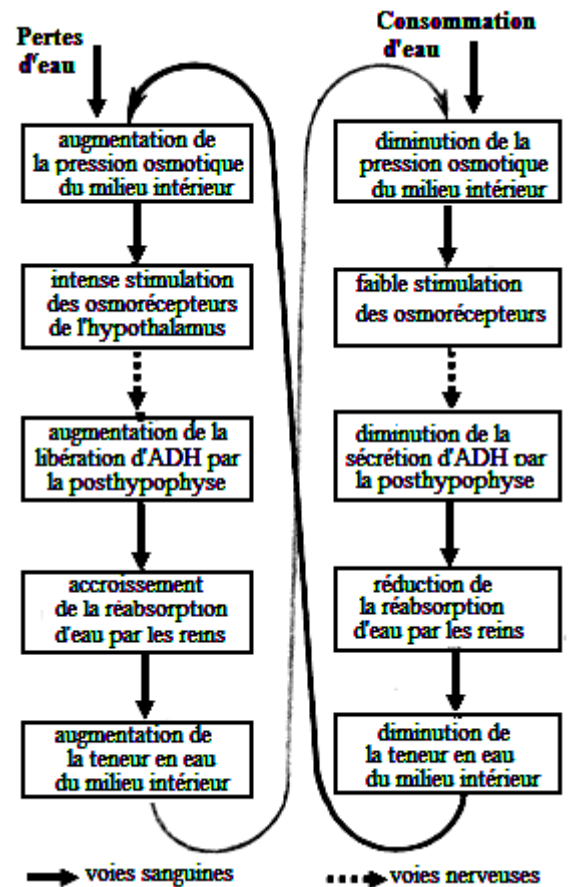 Pertes
d'eau
augmentation de
la pression osmotique
du milieu intérieur
intense stimulation
des osmorécepteurs
de l'hypothalamus
augmentation de la
libération d'ADH par
la posthypophyse
accroissement
de la réabsorption
d'eau par les reins
augmentation de
la teneur en eau
du milieu intérieur
Consommation
d'eau
diminution de la
pression osmotique
du milieu intérieur
faible stimulation
des osmorécepteurs
diminution de la
sécrétion d'ADH par
la posthypophyse
réduction de
la réabsorption
d'eau par les reins
diminution de
la teneur en eau
du milieu intérieur
voies sanguines
voies nerveuses